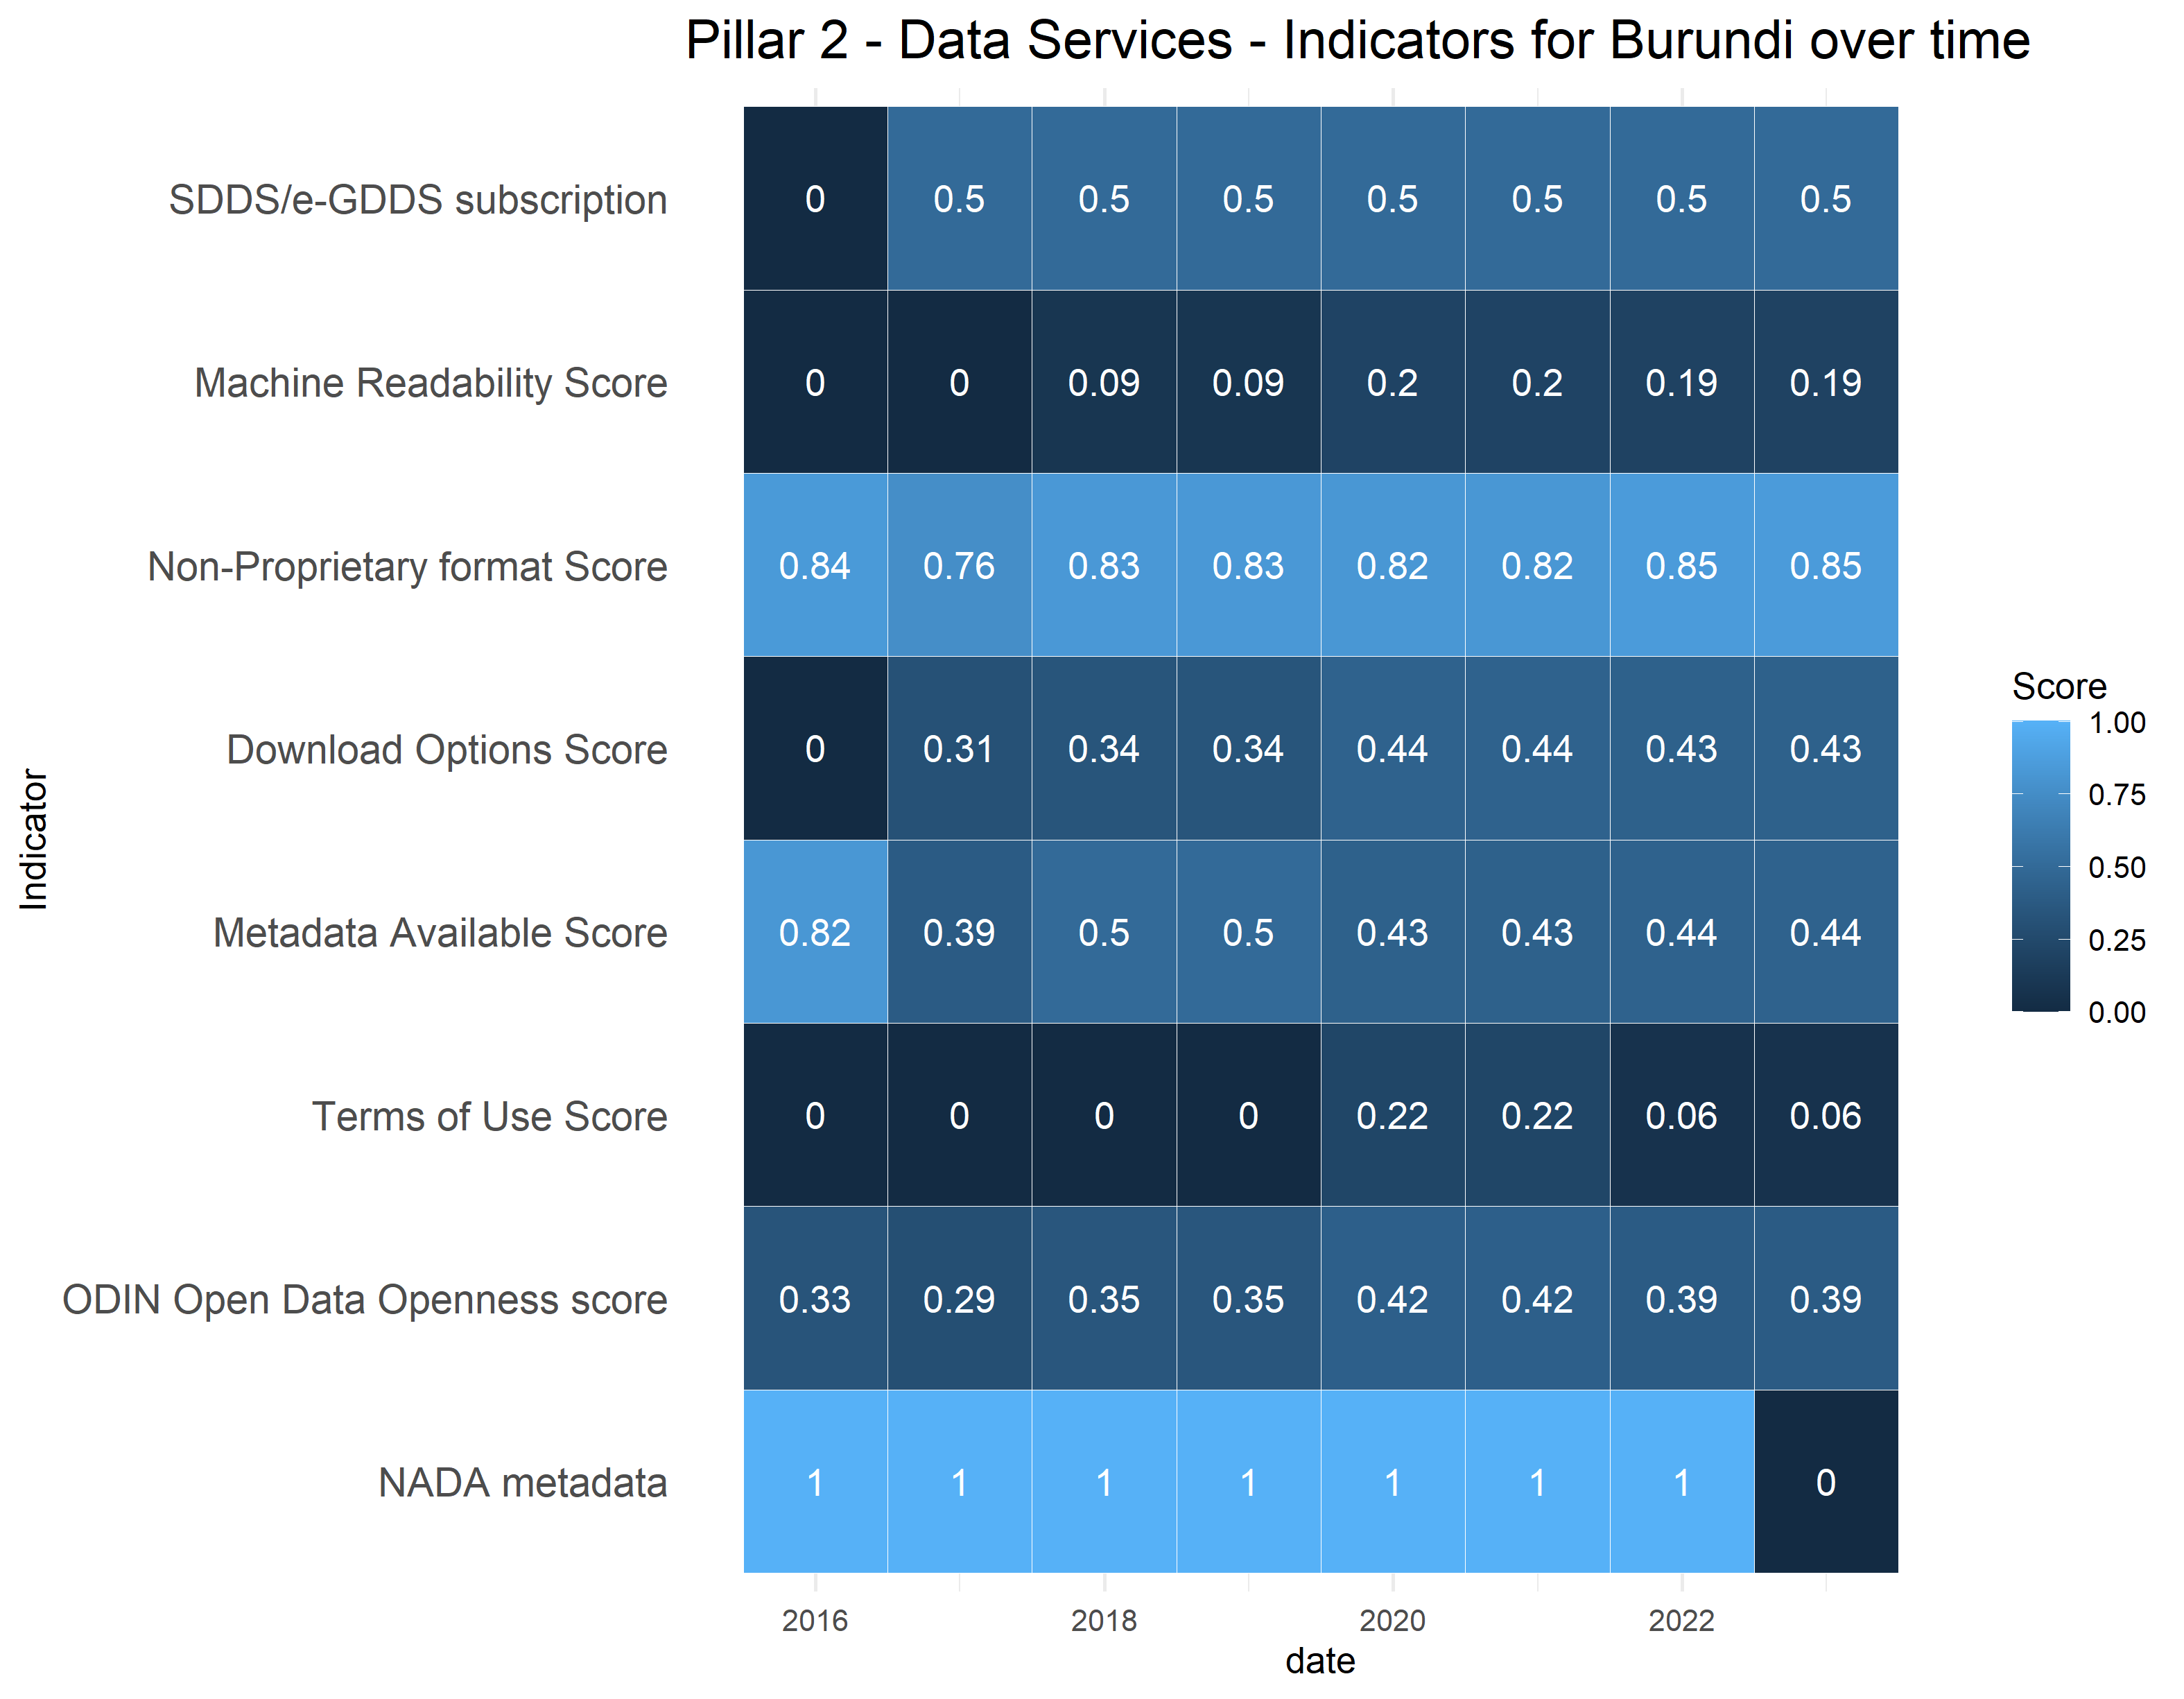 Pillar 2 - Data Services - Indicators for Burundi over time
Indicator
SDDS/e-GDDS subscription 0 0.5 0.5 0.5 0.5 0.5 0.5 0.5
Machine Readability Score 0 0 0.09 0.09 0.2 0.2 0.19 0.19
Non-Proprietary format Score 0.84 0.76 0.83 0.83 0.82 0.82 0.85 0.85
Download Options Score 0 0.31 0.34 0.34 0.44 0.44 0.43 0.43
Metadata Available Score 0.82 0.39 0.5 0.5 0.43 0.43 0.44 0.44
Terms of Use Score 0 0 0 0 0.22 0.22 0.06 0.06
ODIN Open Data Openness score 0.33 0.29 0.35 0.35 0.42 0.42 0.39 0.39
NADA metadata 1 1 1 1 1 1 1 0
2016 2018 2020 2022
date
Score
1.00
0.75
0.50
0.25
0.00